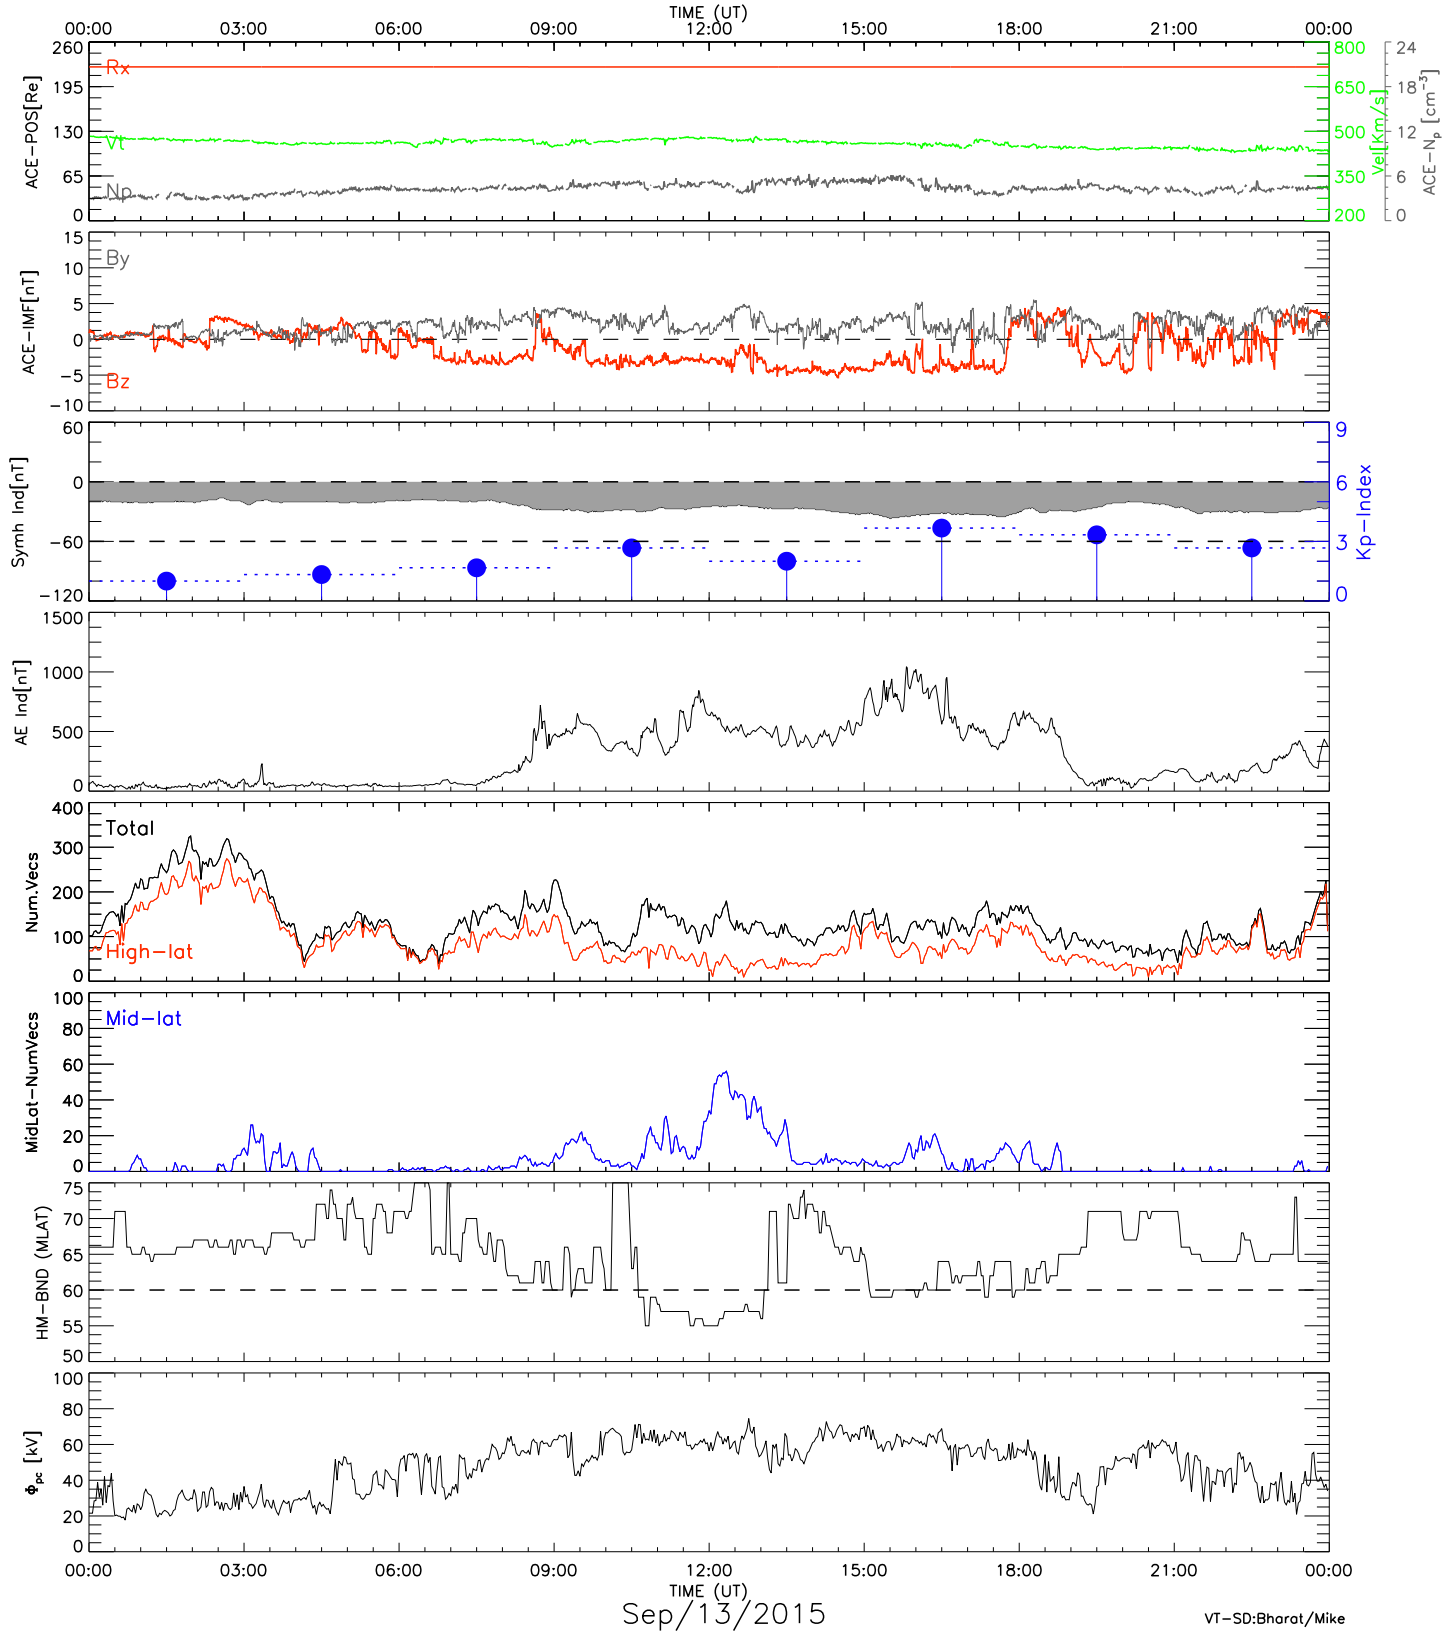 TIME (UT)
00:00 03:00 06:00 09:00 12:00 15:00 18:00 21:00 00:00
ACE-POS[Re]
260
195
130
65
0
Rx
Vt
Np
800
650
500
350
200
Vel[Km/s]
24
18
12
6
0
ACE-Np [cm-3]
ACE-IMF[nT]
15
10
5
0
-5
-10
By
Bz
Symh Ind[nT]
60
0
-60
-120
9
6
3
0
Kp-Index
AE Ind[nT]
1500
1000
500
0
Num.Vecs
400
300
200
100
0
Total
High-lat
MidLat-NumVecs
100
80
60
40
20
0
Mid-lat
HM-BND (MLAT)
75
70
65
60
55
50
Φpc [kV]
100
80
60
40
20
0
00:00 03:00 06:00 09:00 12:00 15:00 18:00 21:00 00:00
TIME (UT)
Sep/13/2015
VT-SD:Bharat/Mike